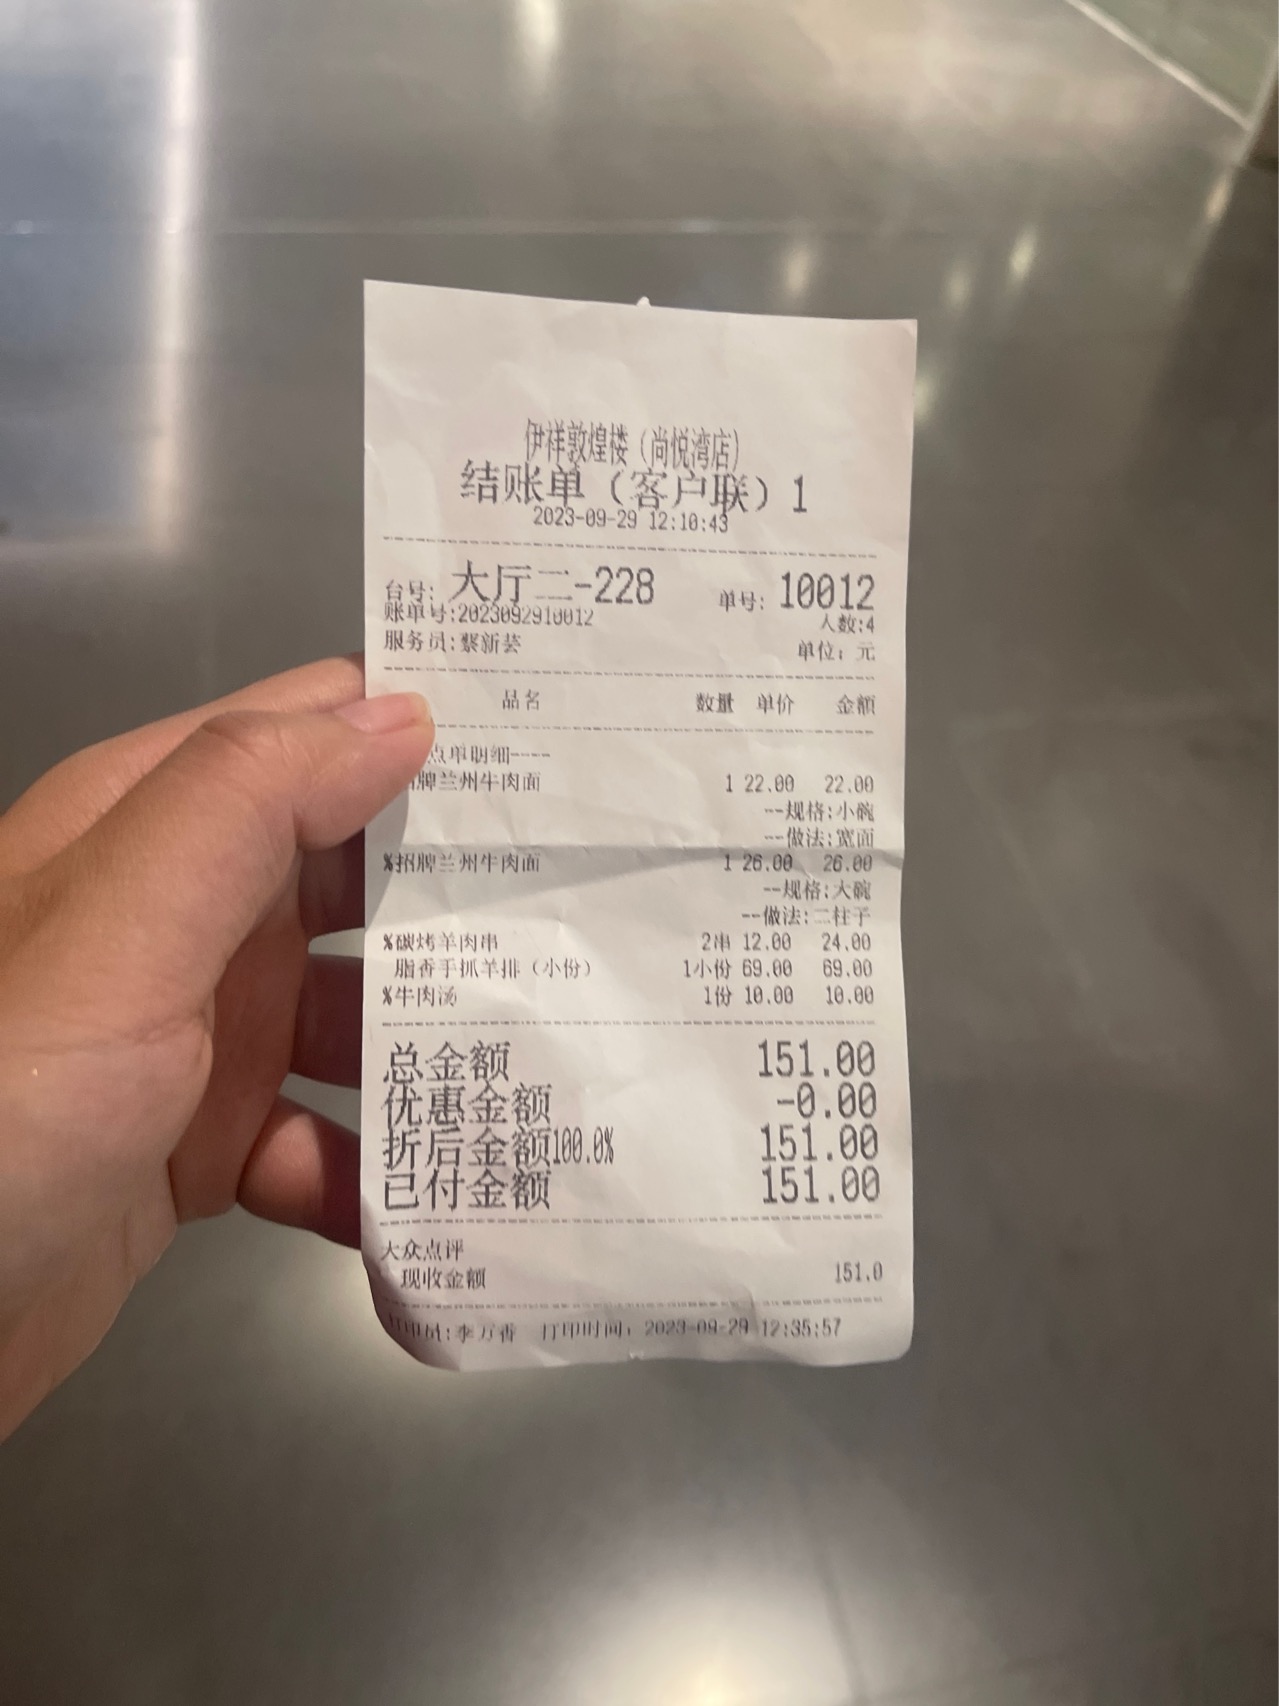 伊祥敦煌楼（尚悦湾店）
结账单（客户联）1
2023-09-29 12:10:43
台号: 大厅二-228 单号: 10012
账单号:2023092910012 人数:4
服务员:繄新芸 单位：元
品名 数量 单价 金额
点单明细----
牌兰州牛肉面 1 22.00 22.00
--规格:小碗
--做法:宽面
%招牌兰州牛肉面 1 26.00 26.00
--规格:大碗
--做法:二柱子
%碳烤羊肉串 2串 12.00 24.00
脂香手抓羊排（小份） 1小份 69.00 69.00
%牛肉汤 1份 10.00 10.00
总金额 151.00
优惠金额 -0.00
折后金额100.0% 151.00
已付金额 151.00
大众点评
现收金额 151.0
打印员:李万香 打印时间：2023-09-29 12:35:57